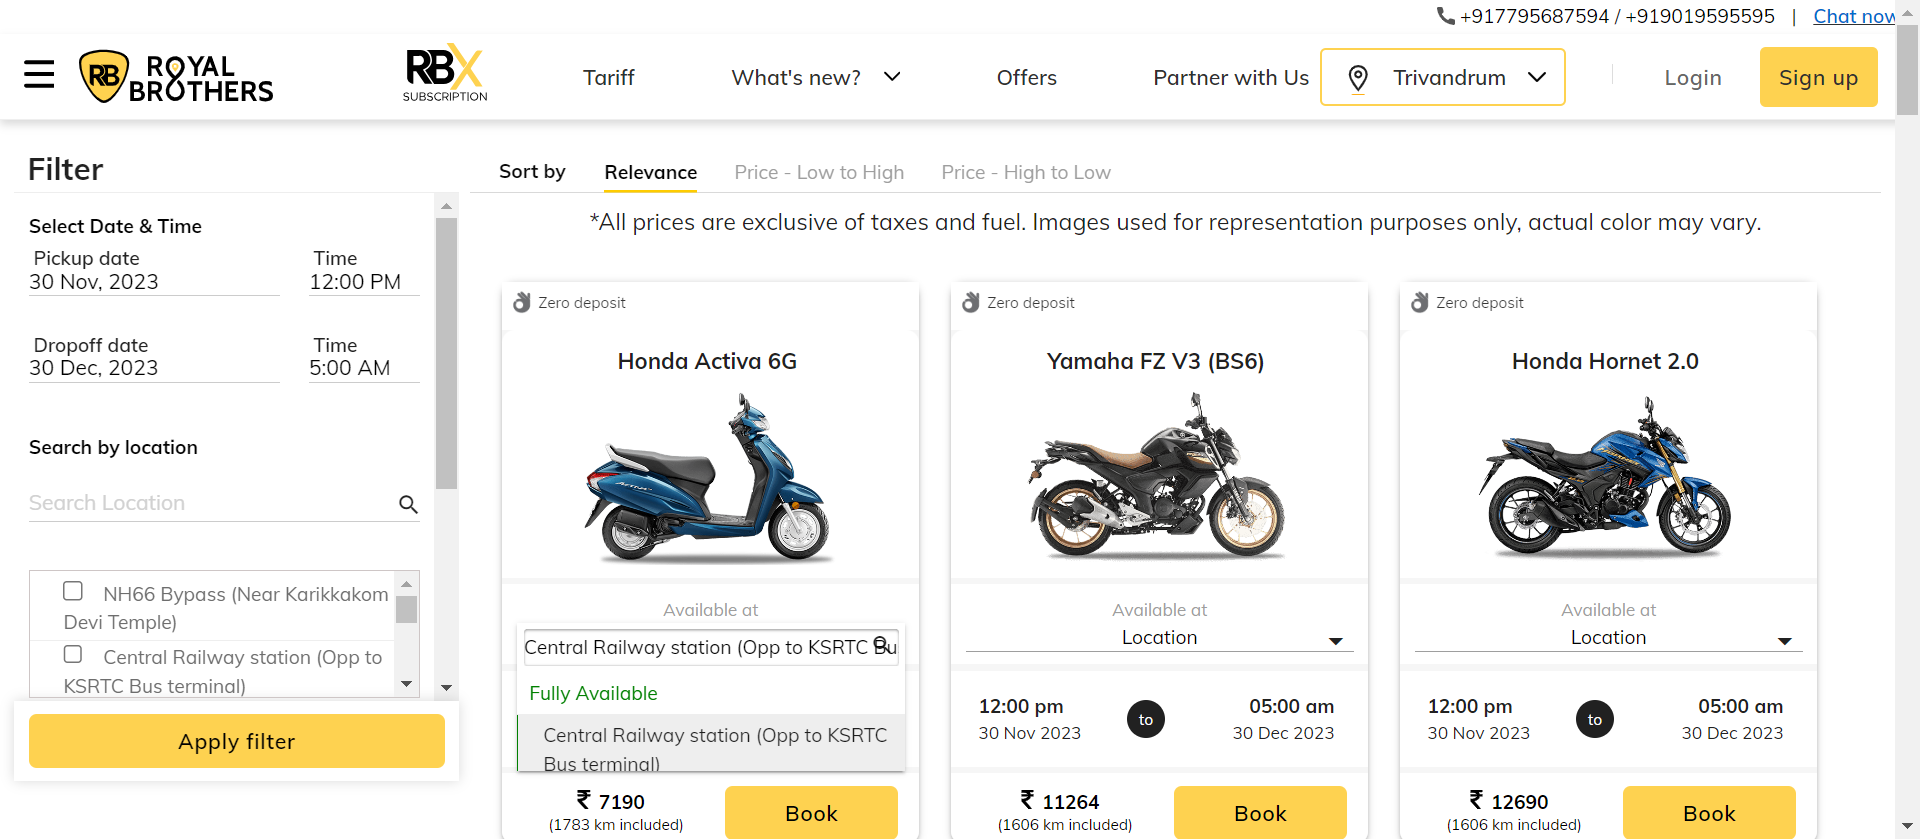 +917795687594 / +919019595595 | Chat now
RB ROYAL BROTHERS
RBX SUBSCRIPTION
Tariff
What's new?
Offers
Partner with Us
Trivandrum
Login
Sign up
Filter
Select Date & Time
Pickup date
Time
30 Nov, 2023
12:00 PM
Dropoff date
Time
30 Dec, 2023
5:00 AM
Search by location
Search Location
NH66 Bypass (Near Karikkakom
Devi Temple)
Central Railway station (Opp to
KSRTC Bus terminal)
Apply filter
Sort by
Relevance
Price - Low to High
Price - High to Low
*All prices are exclusive of taxes and fuel. Images used for representation purposes only, actual color may vary.
Zero deposit
Honda Activa 6G
Available at
Central Railway station (Opp to KSRTC Bu
Fully Available
Central Railway station (Opp to KSRTC
Bus terminal)
₹ 7190
(1783 km included)
Book
Zero deposit
Yamaha FZ V3 (BS6)
Available at
Location
12:00 pm
30 Nov 2023
to
05:00 am
30 Dec 2023
₹ 11264
(1606 km included)
Book
Zero deposit
Honda Hornet 2.0
Available at
Location
12:00 pm
30 Nov 2023
to
05:00 am
30 Dec 2023
₹ 12690
(1606 km included)
Book